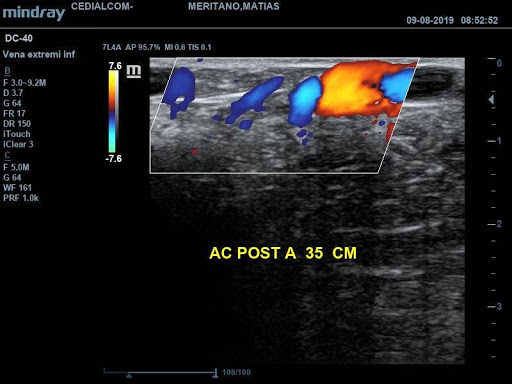 mindray
CEDIALCOM-
MERITANO,MATIAS
09-08-2019 08:52:52
DC-40
Vena extremi inf
7L4A AP 95.7% MI 0.6 TIS 0.1
B
F 3.0~9.2M
D 3.7
G 64
FR 17
DR 150
iTouch
iClear 3
C
F 5.0M
G 64
WF 161
PRF 1.0k
7.6
-7.6
m
0
1
2
3
AC POST A 35 CM
108/108